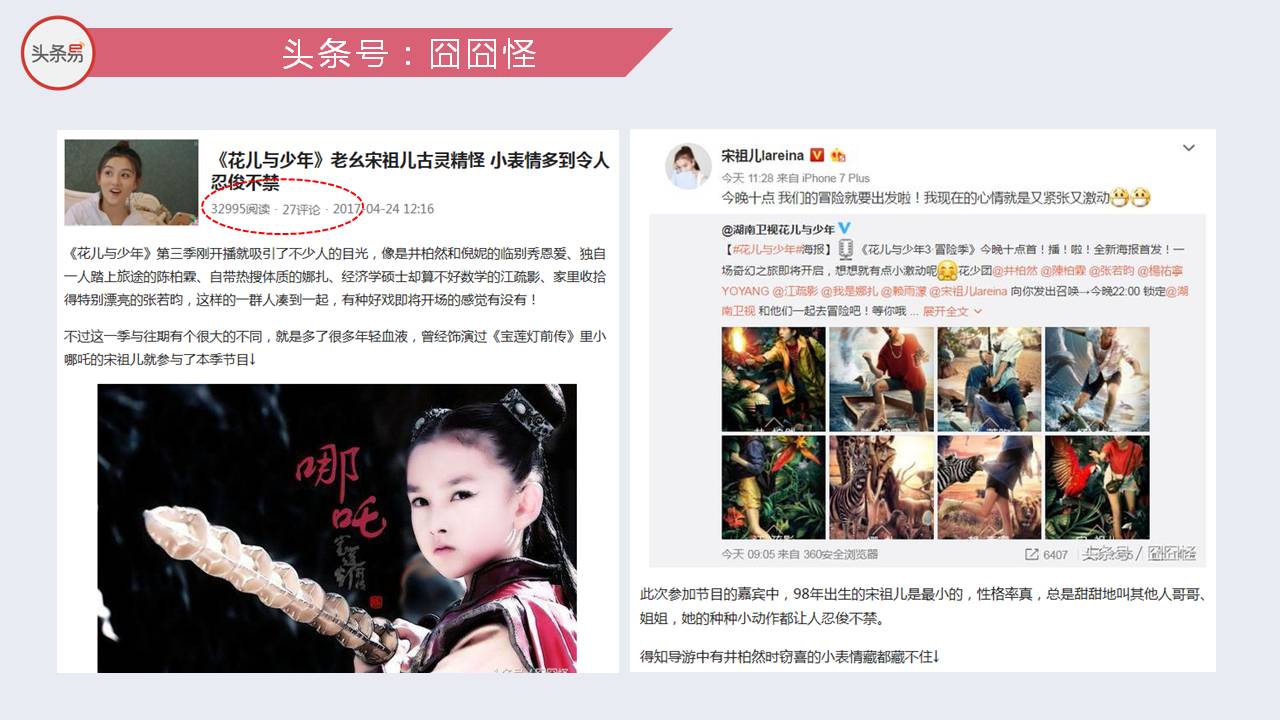 头条易
头条号：囧囧怪
《花儿与少年》老幺宋祖儿古灵精怪 小表情多到令人
忍俊不禁
32995阅读 · 27评论 · 2017-04-24 12:16
《花儿与少年》第三季刚开播就吸引了不少人的目光，像是井柏然和倪妮的临别秀恩爱、独自
一人踏上旅途的陈柏霖、自带热搜体质的娜扎、经济学硕士却算不好数学的江疏影、家里收拾
得特别漂亮的张若昀，这样的一群人凑到一起，有种好戏即将开场的感觉有没有！
不过这一季与往期有个很大的不同，就是多了很多年轻血液，曾经饰演过《宝莲灯前传》里小
哪吒的宋祖儿就参与了本季节目↓
哪吒
宋祖儿lareina
今天 11:28 来自 iPhone 7 Plus
今晚十点 我们的冒险就要出发啦！我现在的心情就是又紧张又激动
@湖南卫视花儿与少年
【#花儿与少年#海报】《花儿与少年3·冒险季》今晚十点首！播！啦！全新海报首发！一
场奇幻之旅即将开启，想想就有点小激动呢花少团@井柏然 @陳柏霖 @张若昀 @楊祐寧
YOYANG @江疏影 @我是娜扎 @赖雨濛 @宋祖儿lareina 向你发出召唤→今晚22:00 锁定@湖
南卫视 和他们一起去冒险吧！等你哦 ... 展开全文
今天 09:05 来自 360安全浏览器
6407
头条号 / 囧囧怪
此次参加节目的嘉宾中，98年出生的宋祖儿是最小的，性格率真，总是甜甜地叫其他人哥哥、
姐姐，她的种种小动作都让人忍俊不禁。
得知导游中有井柏然时窃喜的小表情藏都藏不住↓